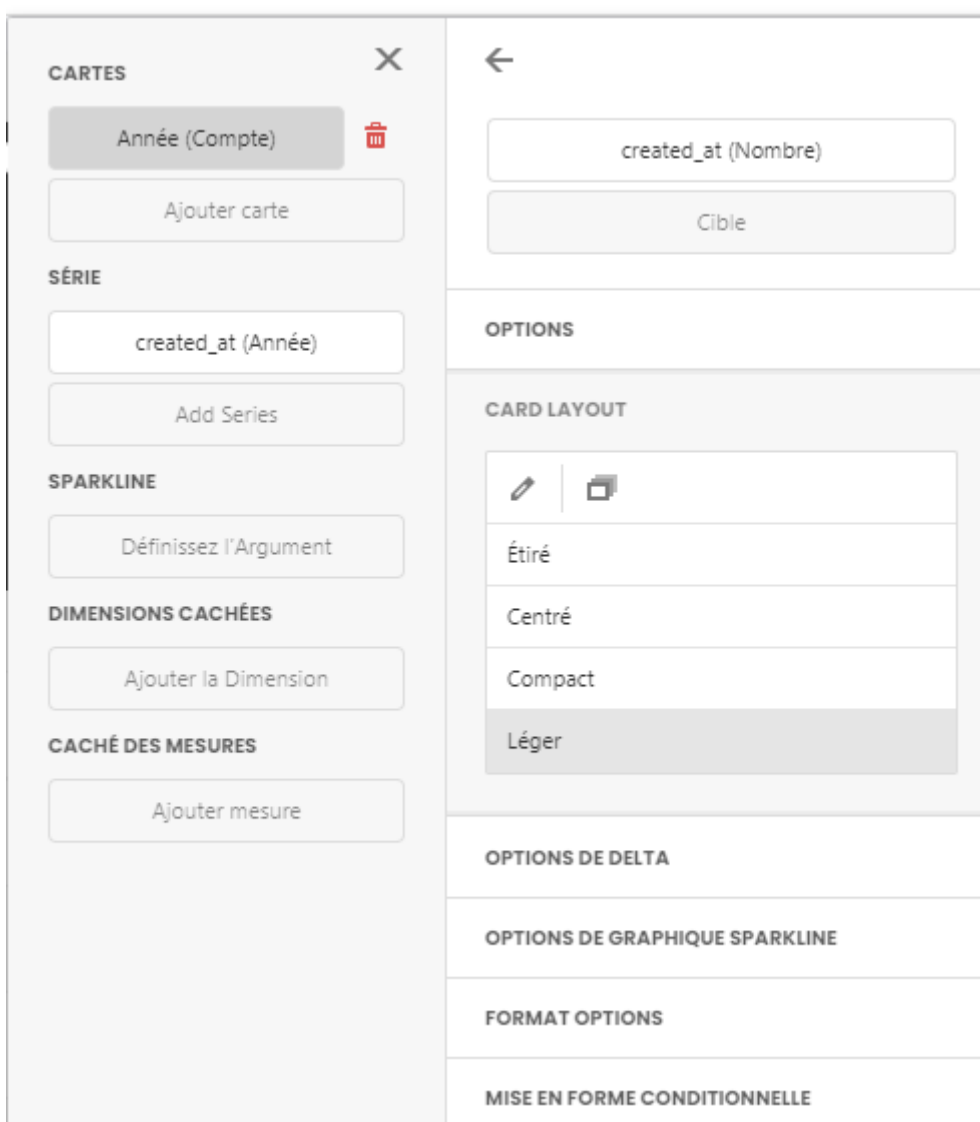 CARTES
Année (Compte)
Ajouter carte
SÉRIE
created_at (Année)
Add Series
SPARKLINE
Définissez l'Argument
DIMENSIONS CACHÉES
Ajouter la Dimension
CACHÉ DES MESURES
Ajouter mesure
created_at (Nombre)
Cible
OPTIONS
CARD LAYOUT
Étiré
Centré
Compact
Léger
OPTIONS DE DELTA
OPTIONS DE GRAPHIQUE SPARKLINE
FORMAT OPTIONS
MISE EN FORME CONDITIONNELLE